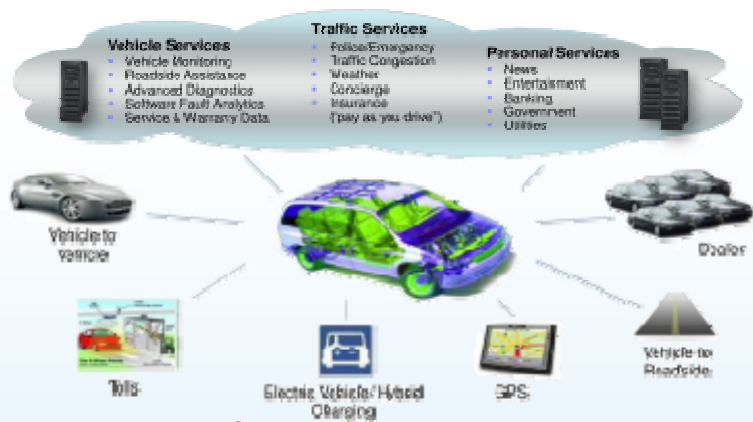 Traffic Services
Vehicle Services
Personal Services
Police/Emergency
Traffic Congestion
Weather
Concierge
Insurance
("pay as you drive")
Vehicle Monitoring
Roadside Assistance
Advanced Diagnostics
Software Fault Analytics
Service & Warranty Data
News
Entertainment
Banking
Government
Utilities
Vehicle to
vehicle
Dealer
Tolls
Electric Vehicle/Hybrid
Charging
GPS
Vehicle to
Roadside